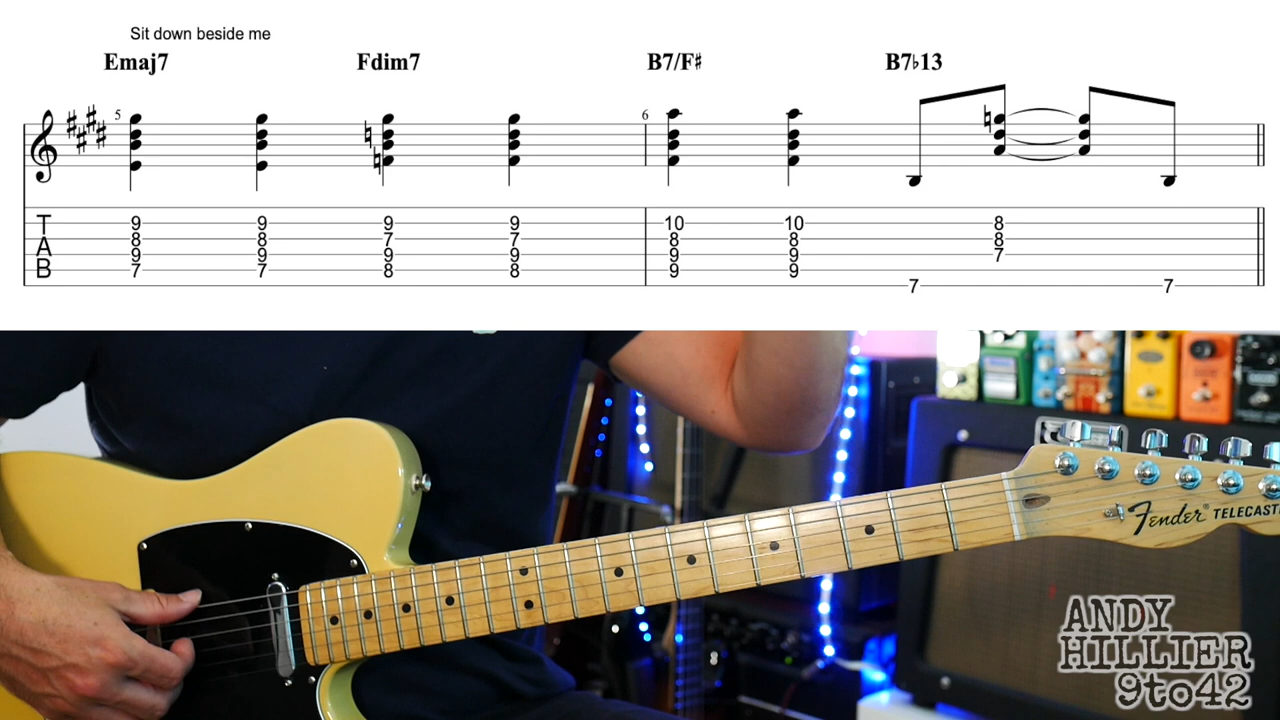 Sit down beside me
Emaj7 Fdim7 B7/F♯ B7♭13
5 6
9 9 9 9 10 10 8
T 8 8 7 7 8 8 8
A 9 9 9 9 9 9 7
B 7 7 8 8 9 9
7 7
Fender TELECAST
ANDY
HILLIER
9to42